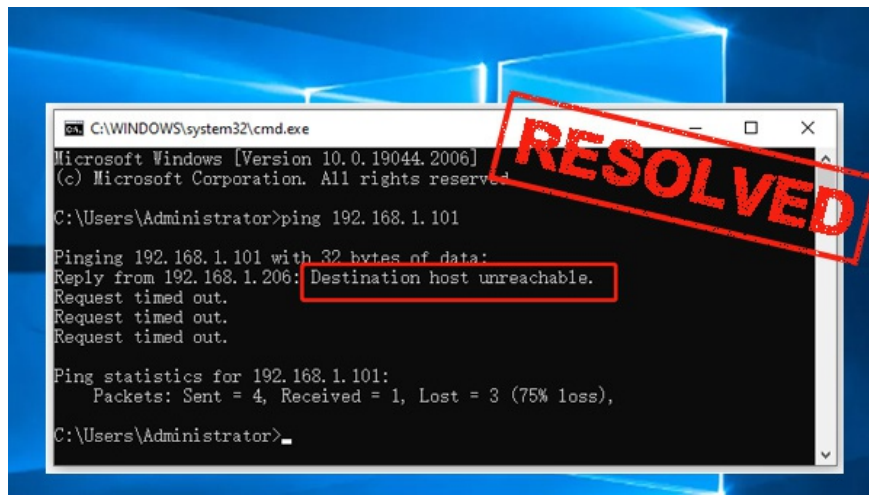 C:\WINDOWS\system32\cmd.exe
RESOLVED
Microsoft Windows [Version 10.0.19044.2006]
(c) Microsoft Corporation. All rights reserved
C:\Users\Administrator>ping 192.168.1.101
Pinging 192.168.1.101 with 32 bytes of data:
Reply from 192.168.1.206: Destination host unreachable.
Request timed out.
Request timed out.
Request timed out.
Ping statistics for 192.168.1.101:
Packets: Sent = 4, Received = 1, Lost = 3 (75% loss),
C:\Users\Administrator>_